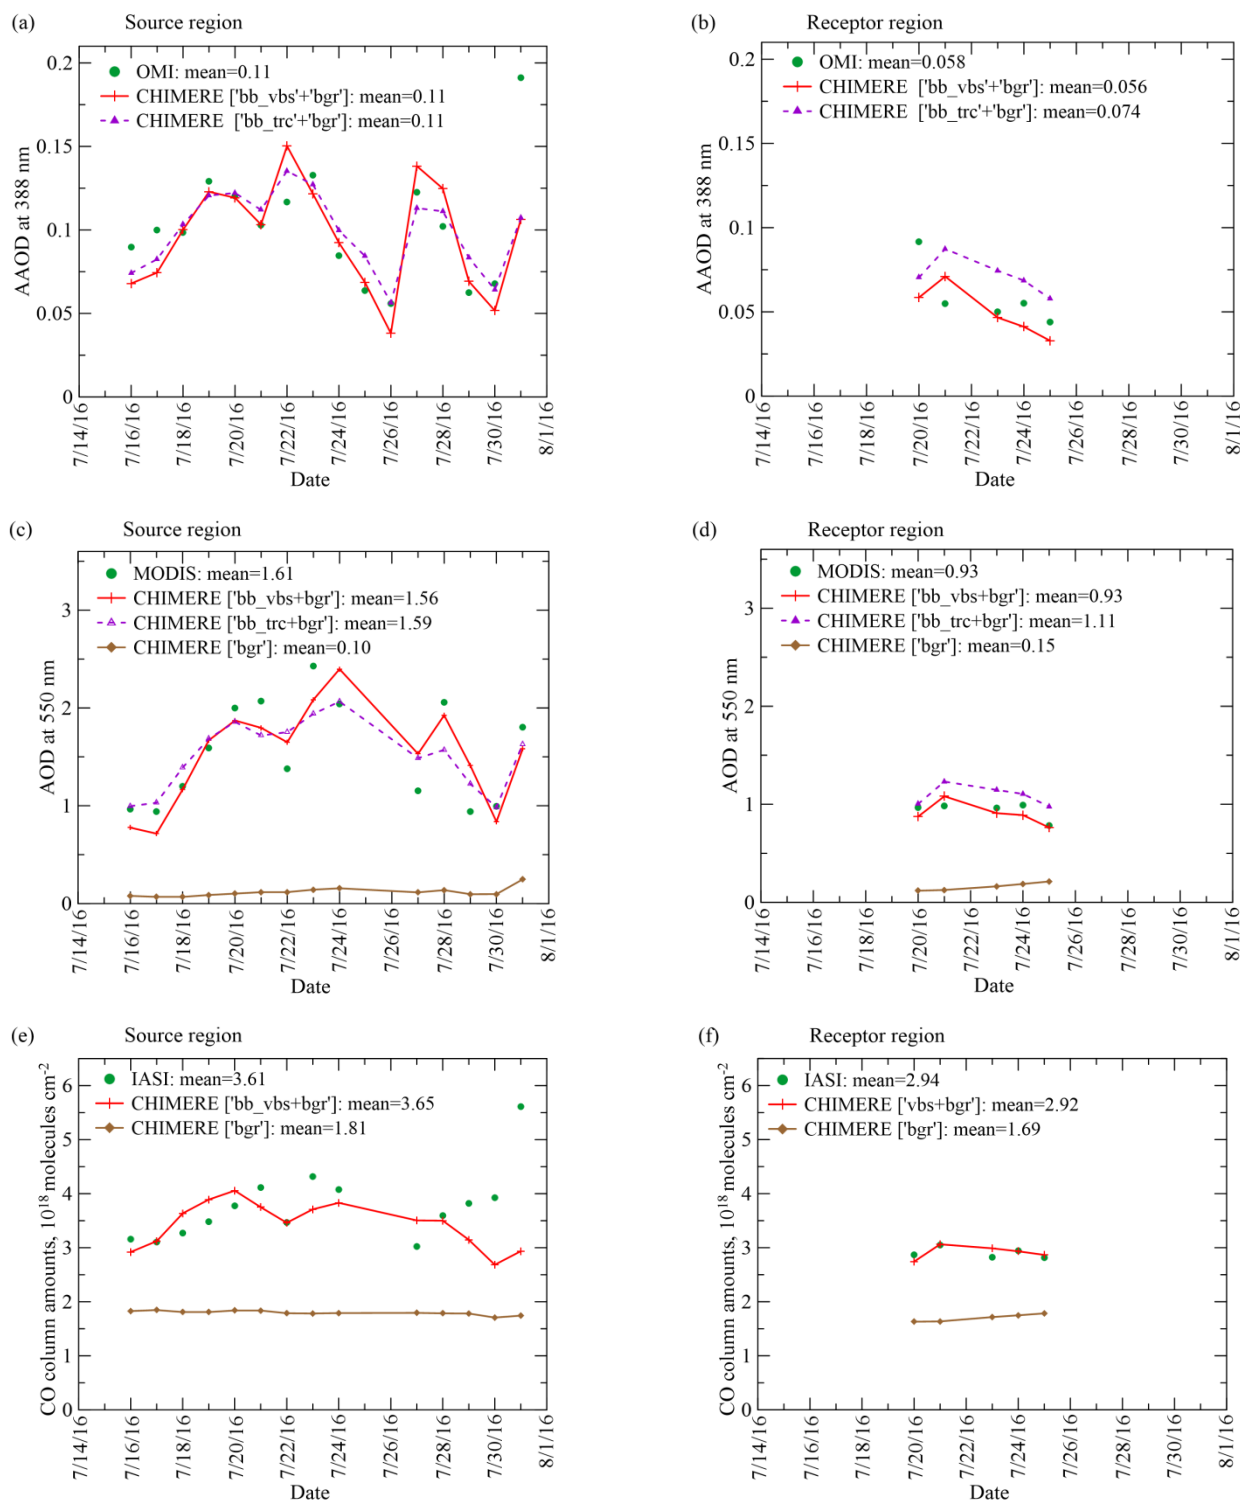 (a) Source region
OMI: mean=0.11
CHIMERE ['bb_vbs'+'bgr']: mean=0.11
CHIMERE ['bb_trc'+'bgr']: mean=0.11
AAOD at 388 nm
0.2
0.15
0.1
0.05
0
7/14/16 7/16/16 7/18/16 7/20/16 7/22/16 7/24/16 7/26/16 7/28/16 7/30/16 8/1/16
Date
(b) Receptor region
OMI: mean=0.058
CHIMERE ['bb_vbs'+'bgr']: mean=0.056
CHIMERE ['bb_trc'+'bgr']: mean=0.074
AAOD at 388 nm
0.2
0.15
0.1
0.05
0
7/14/16 7/16/16 7/18/16 7/20/16 7/22/16 7/24/16 7/26/16 7/28/16 7/30/16 8/1/16
Date
(c) Source region
MODIS: mean=1.61
CHIMERE ['bb_vbs+bgr']: mean=1.56
CHIMERE ['bb_trc+bgr']: mean=1.59
CHIMERE ['bgr']: mean=0.10
AOD at 550 nm
3
2
1
0
7/14/16 7/16/16 7/18/16 7/20/16 7/22/16 7/24/16 7/26/16 7/28/16 7/30/16 8/1/16
Date
(d) Receptor region
MODIS: mean=0.93
CHIMERE ['bb_vbs+bgr']: mean=0.93
CHIMERE ['bb_trc+bgr']: mean=1.11
CHIMERE ['bgr']: mean=0.15
AOD at 550 nm
3
2
1
0
7/14/16 7/16/16 7/18/16 7/20/16 7/22/16 7/24/16 7/26/16 7/28/16 7/30/16 8/1/16
Date
(e) Source region
IASI: mean=3.61
CHIMERE ['bb_vbs+bgr']: mean=3.65
CHIMERE ['bgr']: mean=1.81
CO column amounts, 10¹⁸ molecules cm⁻²
6
5
4
3
2
1
0
7/14/16 7/16/16 7/18/16 7/20/16 7/22/16 7/24/16 7/26/16 7/28/16 7/30/16 8/1/16
Date
(f) Receptor region
IASI: mean=2.94
CHIMERE ['vbs+bgr']: mean=2.92
CHIMERE ['bgr']: mean=1.69
CO column amounts, 10¹⁸ molecules cm⁻²
6
5
4
3
2
1
0
7/14/16 7/16/16 7/18/16 7/20/16 7/22/16 7/24/16 7/26/16 7/28/16 7/30/16 8/1/16
Date